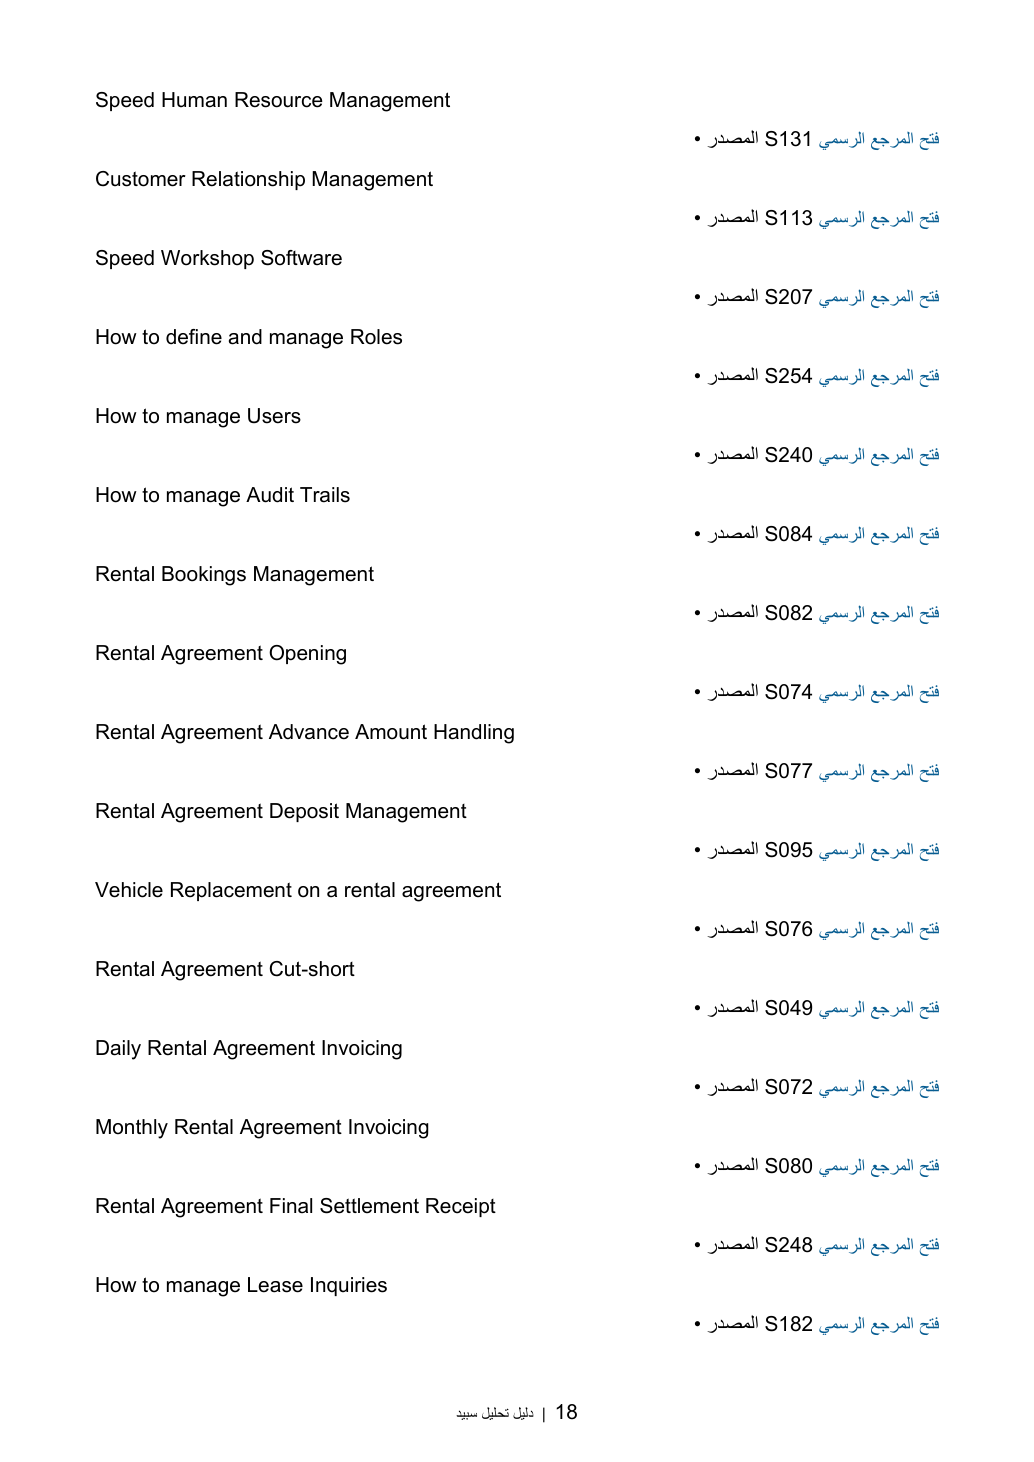 Speed Human Resource Management
فتح المرجع الرسمي S131 المصدر •
Customer Relationship Management
فتح المرجع الرسمي S113 المصدر •
Speed Workshop Software
فتح المرجع الرسمي S207 المصدر •
How to define and manage Roles
فتح المرجع الرسمي S254 المصدر •
How to manage Users
فتح المرجع الرسمي S240 المصدر •
How to manage Audit Trails
فتح المرجع الرسمي S084 المصدر •
Rental Bookings Management
فتح المرجع الرسمي S082 المصدر •
Rental Agreement Opening
فتح المرجع الرسمي S074 المصدر •
Rental Agreement Advance Amount Handling
فتح المرجع الرسمي S077 المصدر •
Rental Agreement Deposit Management
فتح المرجع الرسمي S095 المصدر •
Vehicle Replacement on a rental agreement
فتح المرجع الرسمي S076 المصدر •
Rental Agreement Cut-short
فتح المرجع الرسمي S049 المصدر •
Daily Rental Agreement Invoicing
فتح المرجع الرسمي S072 المصدر •
Monthly Rental Agreement Invoicing
فتح المرجع الرسمي S080 المصدر •
Rental Agreement Final Settlement Receipt
فتح المرجع الرسمي S248 المصدر •
How to manage Lease Inquiries
فتح المرجع الرسمي S182 المصدر •
18 | دليل تحليل سبيد